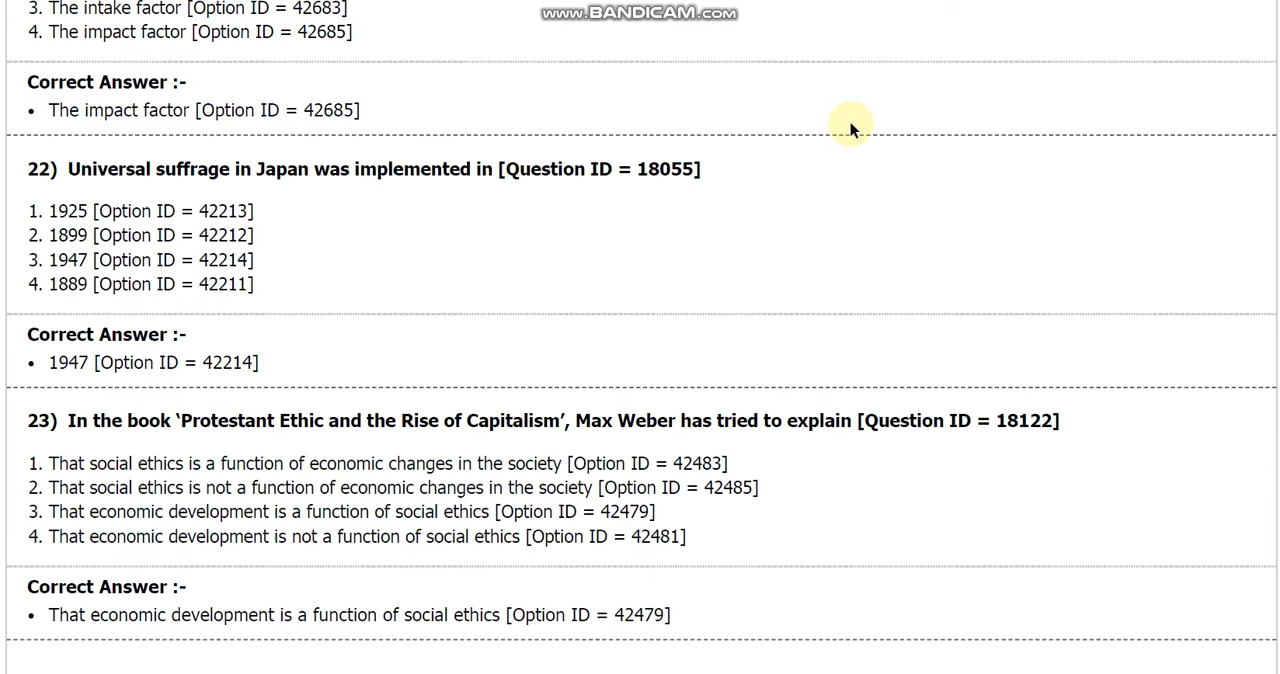 3. The intake factor [Option ID = 42683]
www.BANDICAM.com
4. The impact factor [Option ID = 42685]
Correct Answer :-
• The impact factor [Option ID = 42685]
22) Universal suffrage in Japan was implemented in [Question ID = 18055]
1. 1925 [Option ID = 42213]
2. 1899 [Option ID = 42212]
3. 1947 [Option ID = 42214]
4. 1889 [Option ID = 42211]
Correct Answer :-
• 1947 [Option ID = 42214]
23) In the book ‘Protestant Ethic and the Rise of Capitalism’, Max Weber has tried to explain [Question ID = 18122]
1. That social ethics is a function of economic changes in the society [Option ID = 42483]
2. That social ethics is not a function of economic changes in the society [Option ID = 42485]
3. That economic development is a function of social ethics [Option ID = 42479]
4. That economic development is not a function of social ethics [Option ID = 42481]
Correct Answer :-
• That economic development is a function of social ethics [Option ID = 42479]